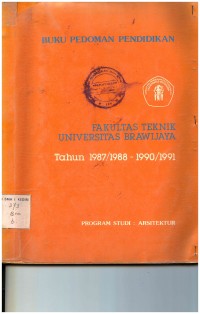 BUKU PEDOMAN PENDIDIKAN
FAKULTAS TEKNIK
UNIVERSITAS BRAWIJAYA
Tahun 1987/1988 - 1990/1991
PROGRAM STUDI : ARSITEKTUR